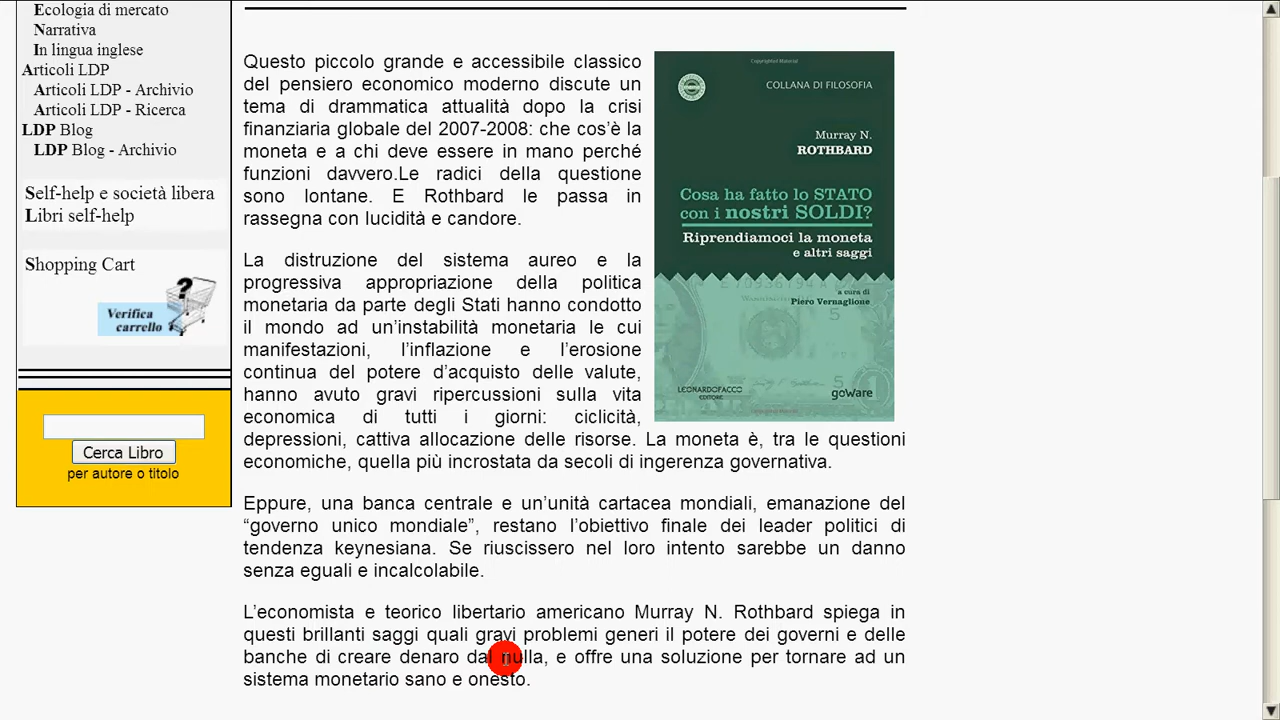 Ecologia di mercato
Narrativa
In lingua inglese
Articoli LDP
Articoli LDP - Archivio
Articoli LDP - Ricerca
LDP Blog
LDP Blog - Archivio
Self-help e società libera
Libri self-help
Shopping Cart
?
Verifica
carrello
Cerca Libro
per autore o titolo
Questo piccolo grande e accessibile classico
del pensiero economico moderno discute un
tema di drammatica attualità dopo la crisi
finanziaria globale del 2007-2008: che cos’è la
moneta e a chi deve essere in mano perché
funzioni davvero.Le radici della questione
sono lontane. E Rothbard le passa in
rassegna con lucidità e candore.
La distruzione del sistema aureo e la
progressiva appropriazione della politica
monetaria da parte degli Stati hanno condotto
il mondo ad un’instabilità monetaria le cui
manifestazioni, l’inflazione e l’erosione
continua del potere d’acquisto delle valute,
hanno avuto gravi ripercussioni sulla vita
economica di tutti i giorni: ciclicità,
depressioni, cattiva allocazione delle risorse. La moneta è, tra le questioni
economiche, quella più incrostata da secoli di ingerenza governativa.
Eppure, una banca centrale e un’unità cartacea mondiali, emanazione del
“governo unico mondiale”, restano l’obiettivo finale dei leader politici di
tendenza keynesiana. Se riuscissero nel loro intento sarebbe un danno
senza eguali e incalcolabile.
L’economista e teorico libertario americano Murray N. Rothbard spiega in
questi brillanti saggi quali gravi problemi generi il potere dei governi e delle
banche di creare denaro dal nulla, e offre una soluzione per tornare ad un
sistema monetario sano e onesto.
Copyrighted Material
COLLANA DI FILOSOFIA
Murray N.
ROTHBARD
Cosa ha fatto lo STATO
con i nostri SOLDI?
Riprendiamoci la moneta
e altri saggi
a cura di
Piero Vernaglione
LEONARDO FACCO
EDITORE
goWare
Copyrighted Material